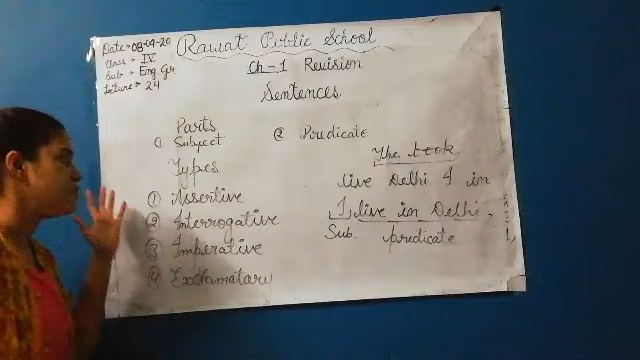 Date → 08-04-20
Rawat Public School
Class → IV
Sub → Eng Gr
Lecture → 24
Ch-1 Revision
Sentences
Parts
① Subject ② Predicate
Types
① Assertive
② Interrogative
③ Imperative
④ Exclamatary
The book
live Delhi I in
I, live in Delhi.
Sub. predicate